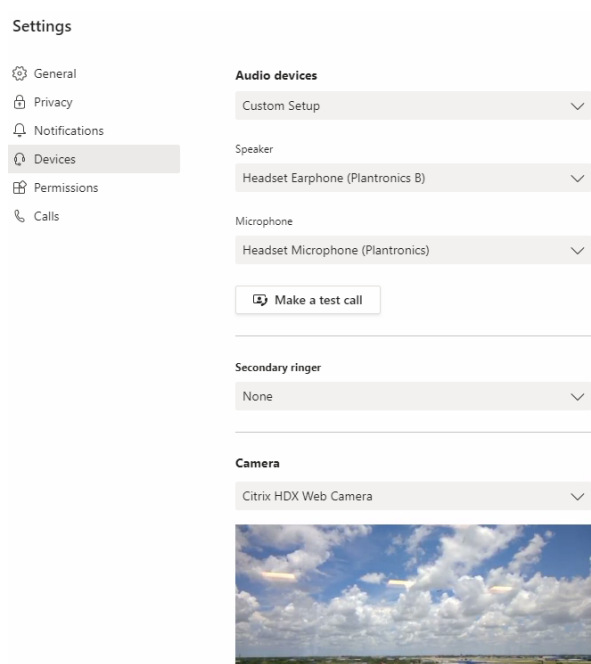 Settings
General
Privacy
Notifications
Devices
Permissions
Calls
Audio devices
Custom Setup
Speaker
Headset Earphone (Plantronics B)
Microphone
Headset Microphone (Plantronics)
Make a test call
Secondary ringer
None
Camera
Citrix HDX Web Camera